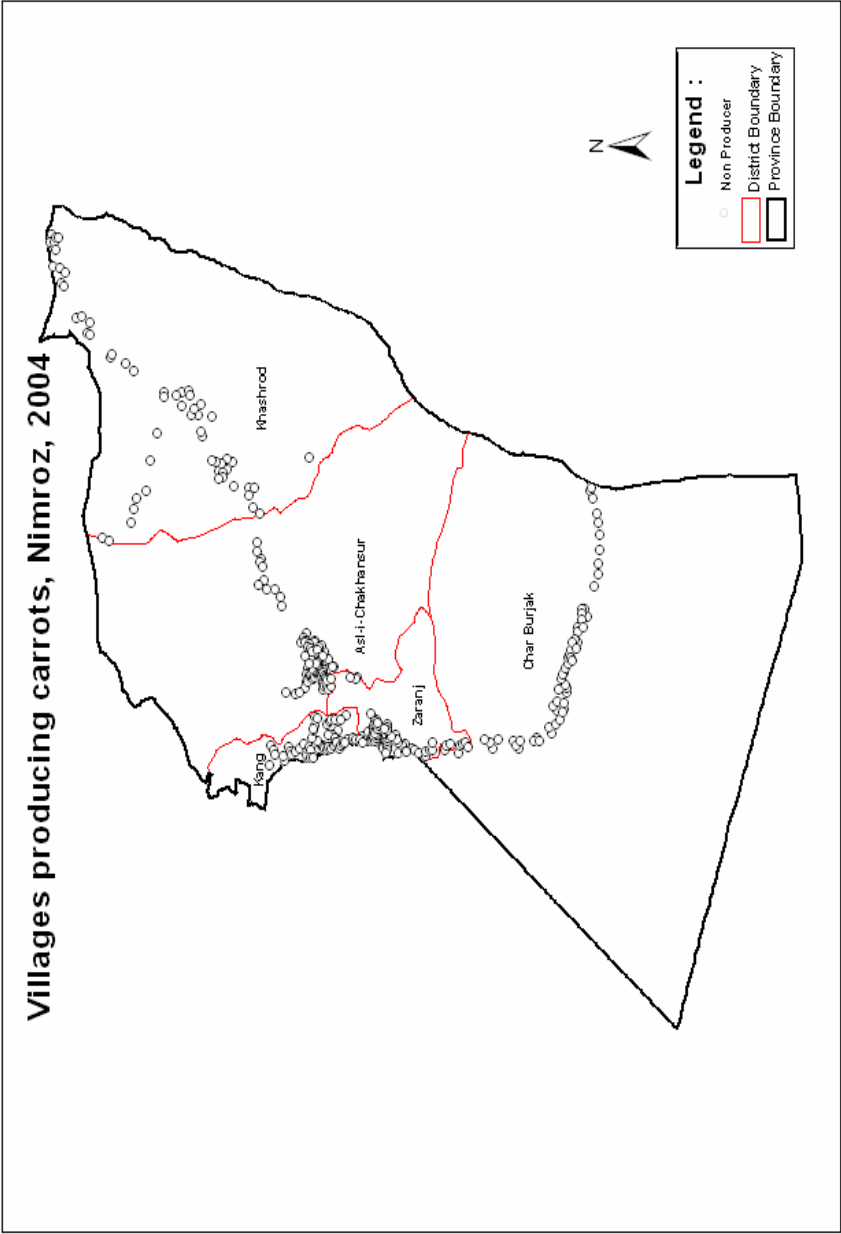 Villages producing carrots, Nimroz, 2004
N
Khashrod
Kang
Asl-i-Chakhansur
Zaranj
Char Burjak
Legend :
Non Producer
District Boundary
Province Boundary